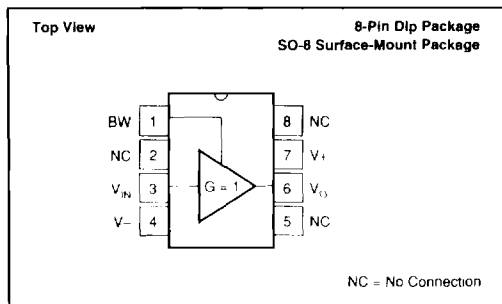 Top View
8-Pin Dip Package
SO-8 Surface-Mount Package
BW 1
8 NC
NC 2
7 V+
VIN 3
G = 1
6 VO
V– 4
5 NC
NC = No Connection